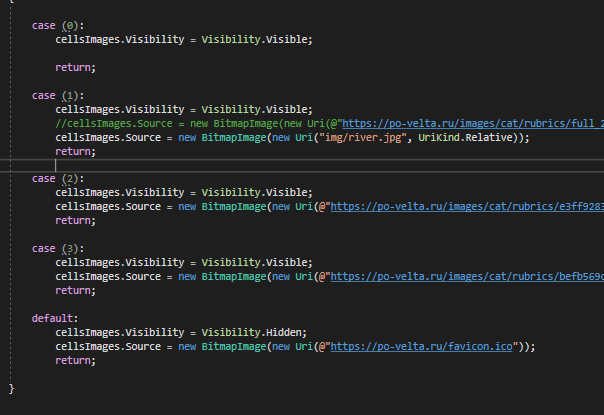 case (0):
cellsImages.Visibility = Visibility.Visible;
return;
case (1):
cellsImages.Visibility = Visibility.Visible;
//cellsImages.Source = new BitmapImage(new Uri(@"https://po-velta.ru/images/cat/rubrics/full_2
cellsImages.Source = new BitmapImage(new Uri("img/river.jpg", UriKind.Relative));
return;
case (2):
cellsImages.Visibility = Visibility.Visible;
cellsImages.Source = new BitmapImage(new Uri(@"https://po-velta.ru/images/cat/rubrics/e3ff9283
return;
case (3):
cellsImages.Visibility = Visibility.Visible;
cellsImages.Source = new BitmapImage(new Uri(@"https://po-velta.ru/images/cat/rubrics/befb569c
return;
default:
cellsImages.Visibility = Visibility.Hidden;
cellsImages.Source = new BitmapImage(new Uri(@"https://po-velta.ru/favicon.ico"));
return;
}